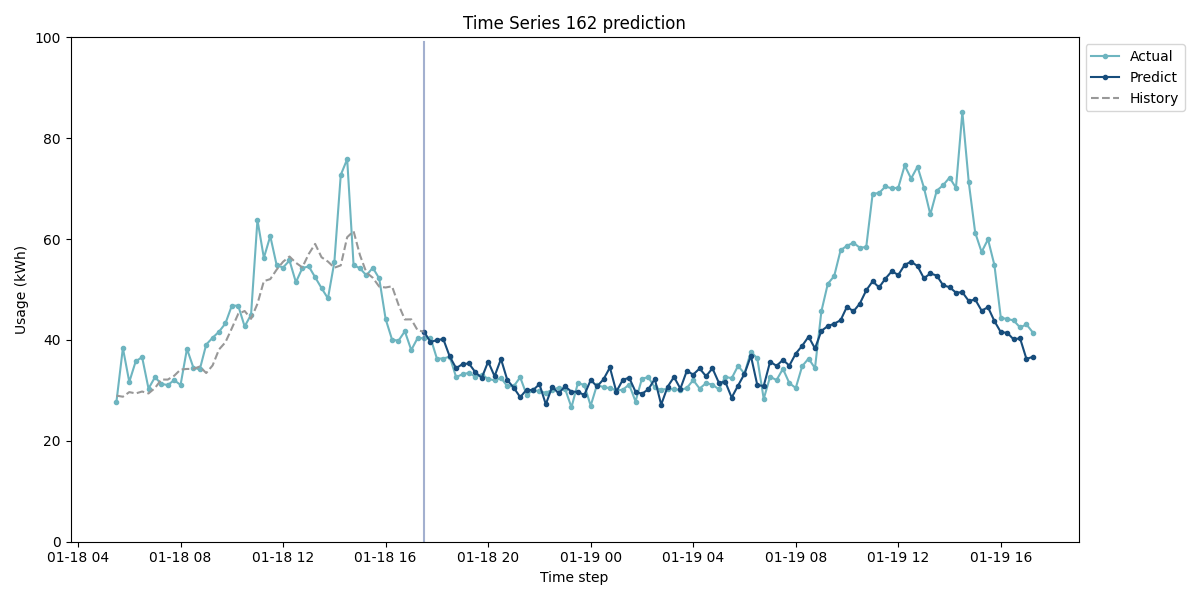 Time Series 162 prediction
Actual
Predict
History
Usage (kWh)
100
80
60
40
20
0
01-18 04
01-18 08
01-18 12
01-18 16
01-18 20
01-19 00
01-19 04
01-19 08
01-19 12
01-19 16
Time step